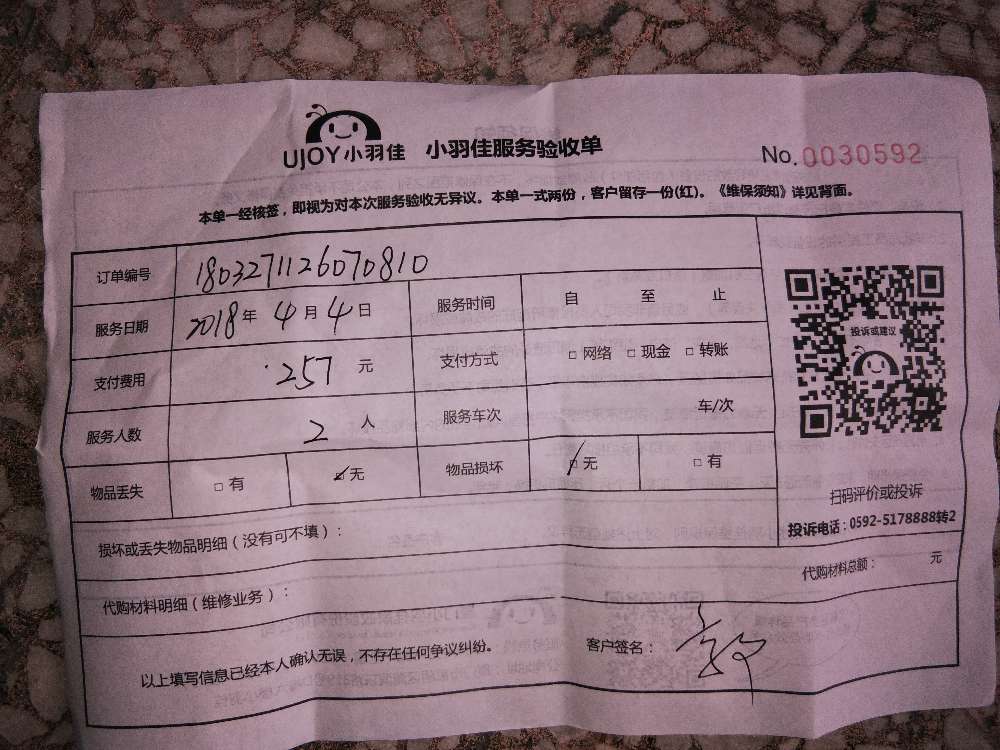 UJOY小羽佳 小羽佳服务验收单
No.0030592
本单一经核签，即视为对本次服务验收无异议。本单一式两份，客户留存一份(红)。《维保须知》详见背面。
订单编号 1803271126070810
服务日期 2018年4月4日 服务时间 自 至 止
支付费用 257元 支付方式 □网络 □现金 □转账
服务人数 2人 服务车次 车/次
物品丢失 □有 ☑无 物品损坏 ☑无 □有
投诉或建议
扫码评价或投诉
投诉电话：0592-5178888转2
损坏或丢失物品明细（没有可不填）：
代购材料明细（维修业务）： 代购材料总额： 元
以上填写信息已经本人确认无误，不存在任何争议纠纷。 客户签名：